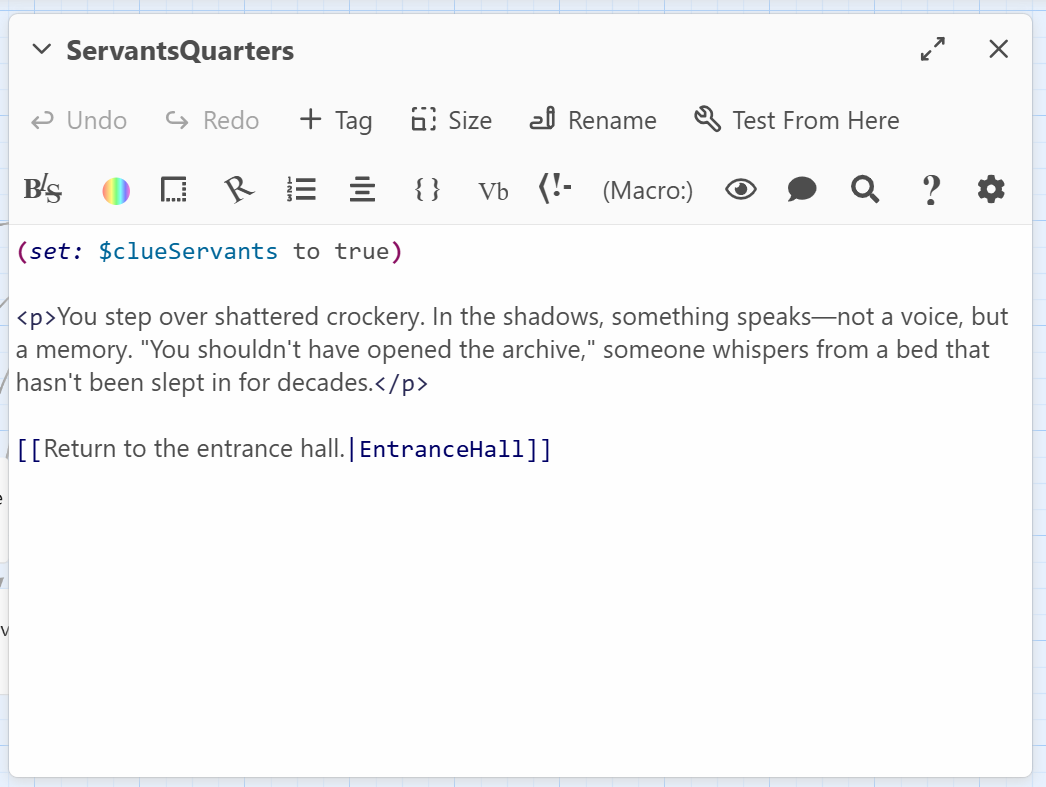 ServantsQuarters
Undo Redo + Tag Size Rename Test From Here
B/S { } Vb (!- (Macro:) ?
(set: $clueServants to true)
<p>You step over shattered crockery. In the shadows, something speaks—not a voice, but
a memory. "You shouldn't have opened the archive," someone whispers from a bed that
hasn't been slept in for decades.</p>
[[Return to the entrance hall.|EntranceHall]]